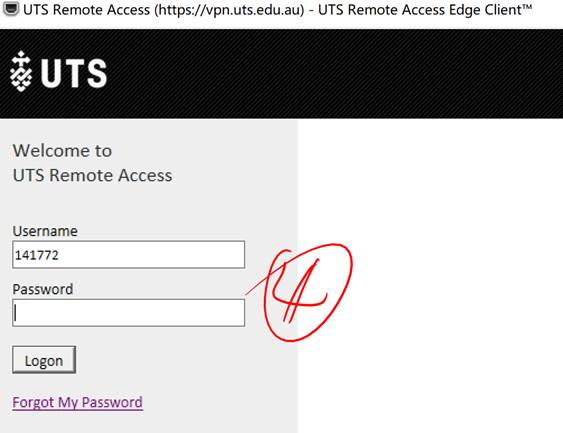 UTS Remote Access (https://vpn.uts.edu.au) - UTS Remote Access Edge Client™
UTS
Welcome to
UTS Remote Access
Username
141772
Password
4
Logon
Forgot My Password